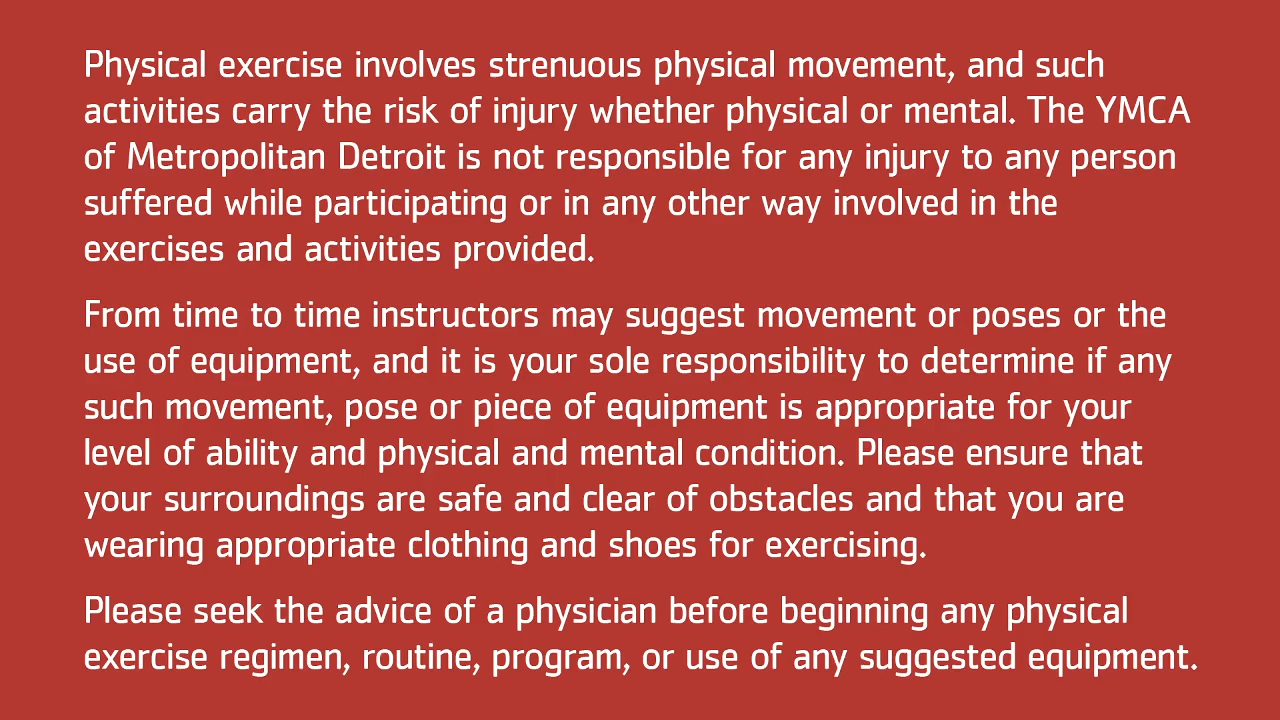 Physical exercise involves strenuous physical movement, and such
activities carry the risk of injury whether physical or mental. The YMCA
of Metropolitan Detroit is not responsible for any injury to any person
suffered while participating or in any other way involved in the
exercises and activities provided.
From time to time instructors may suggest movement or poses or the
use of equipment, and it is your sole responsibility to determine if any
such movement, pose or piece of equipment is appropriate for your
level of ability and physical and mental condition. Please ensure that
your surroundings are safe and clear of obstacles and that you are
wearing appropriate clothing and shoes for exercising.
Please seek the advice of a physician before beginning any physical
exercise regimen, routine, program, or use of any suggested equipment.